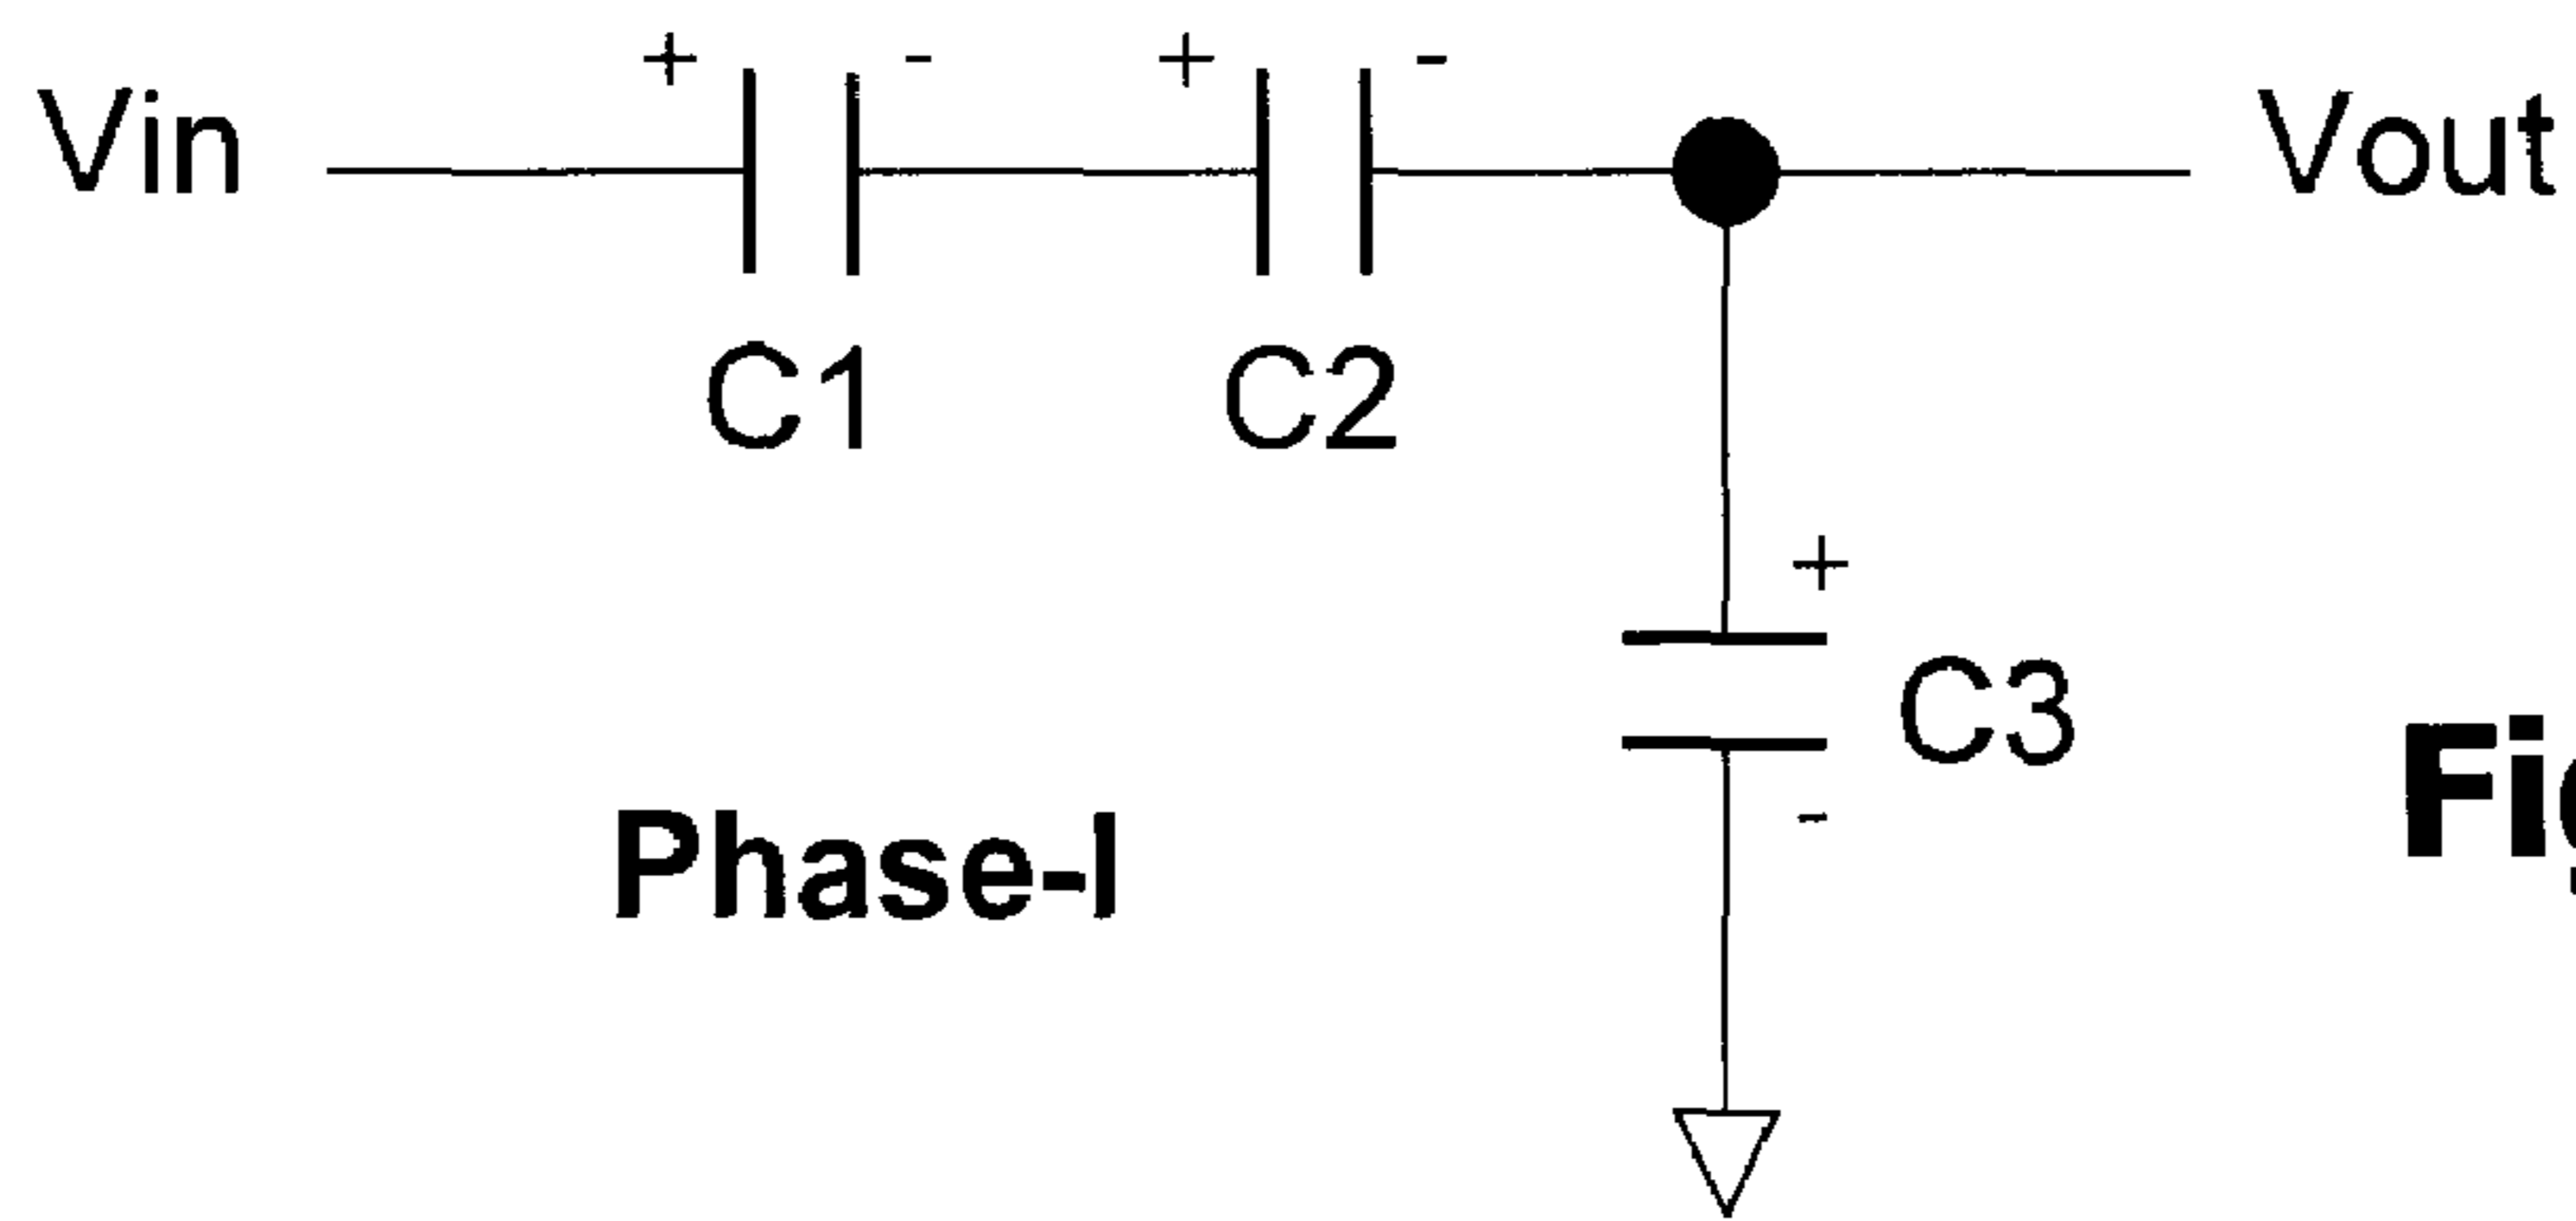 Vin + - + - Vout
C1 C2
+
C3
-
Phase-I